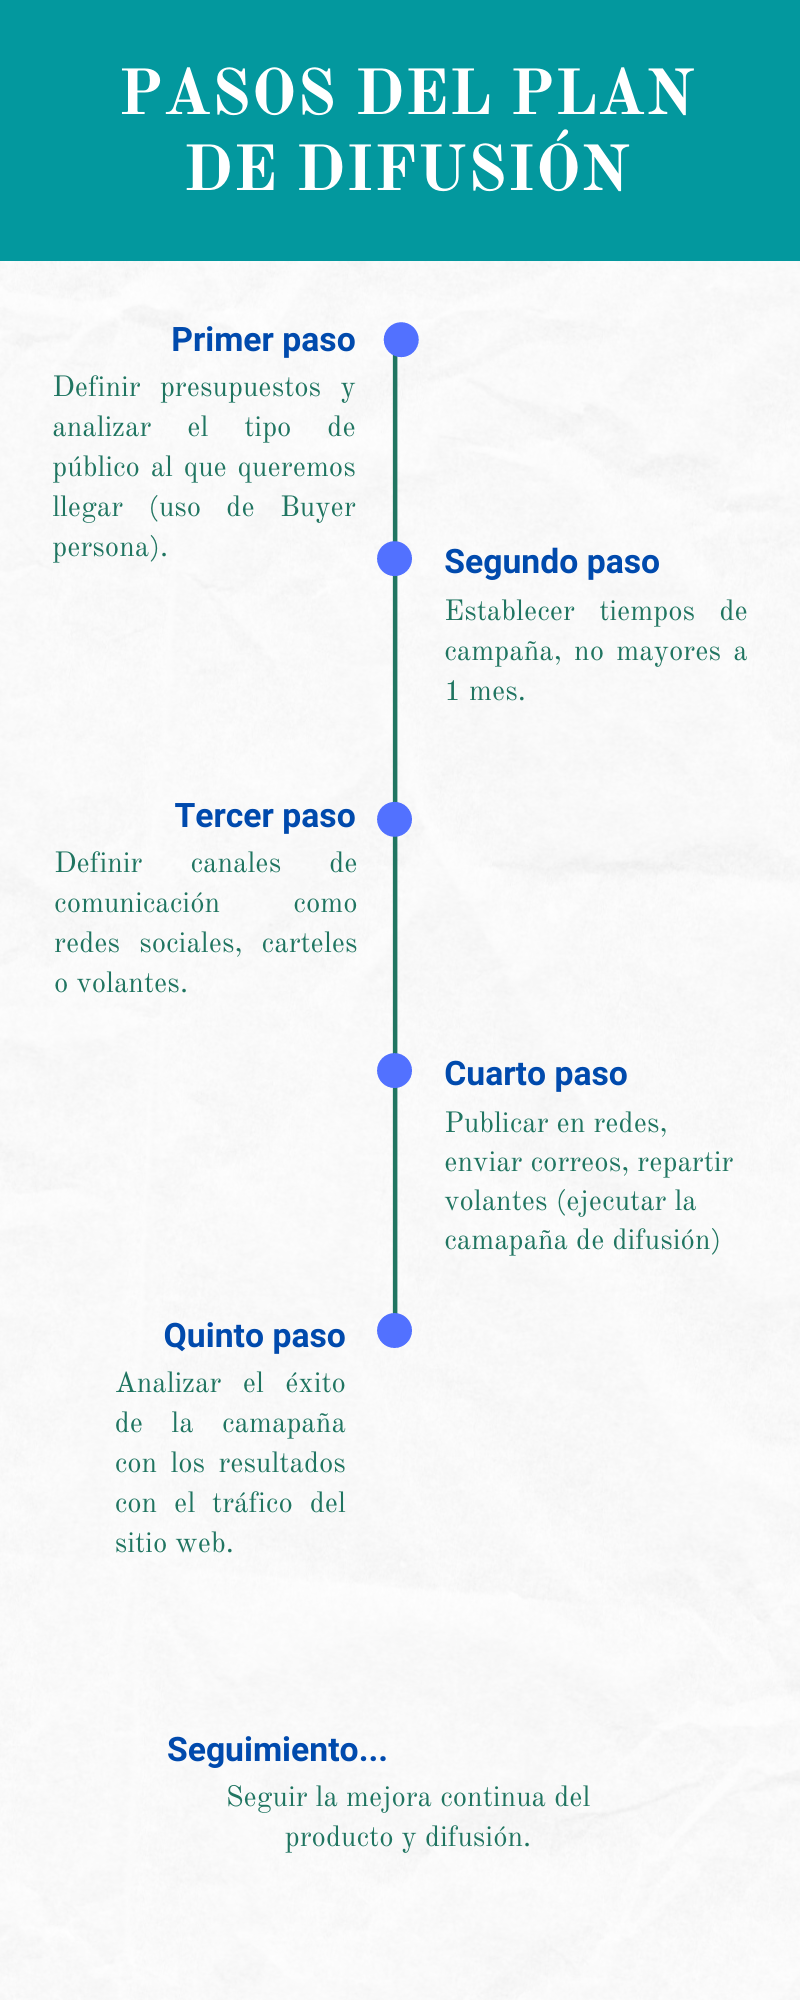 PASOS DEL PLAN
DE DIFUSIÓN
Primer paso
Definir presupuestos y
analizar el tipo de
público al que queremos
llegar (uso de Buyer
persona).
Segundo paso
Establecer tiempos de
campaña, no mayores a
1 mes.
Tercer paso
Definir canales de
comunicación como
redes sociales, carteles
o volantes.
Cuarto paso
Publicar en redes,
enviar correos, repartir
volantes (ejecutar la
camapaña de difusión)
Quinto paso
Analizar el éxito
de la camapaña
con los resultados
con el tráfico del
sitio web.
Seguimiento...
Seguir la mejora continua del
producto y difusión.